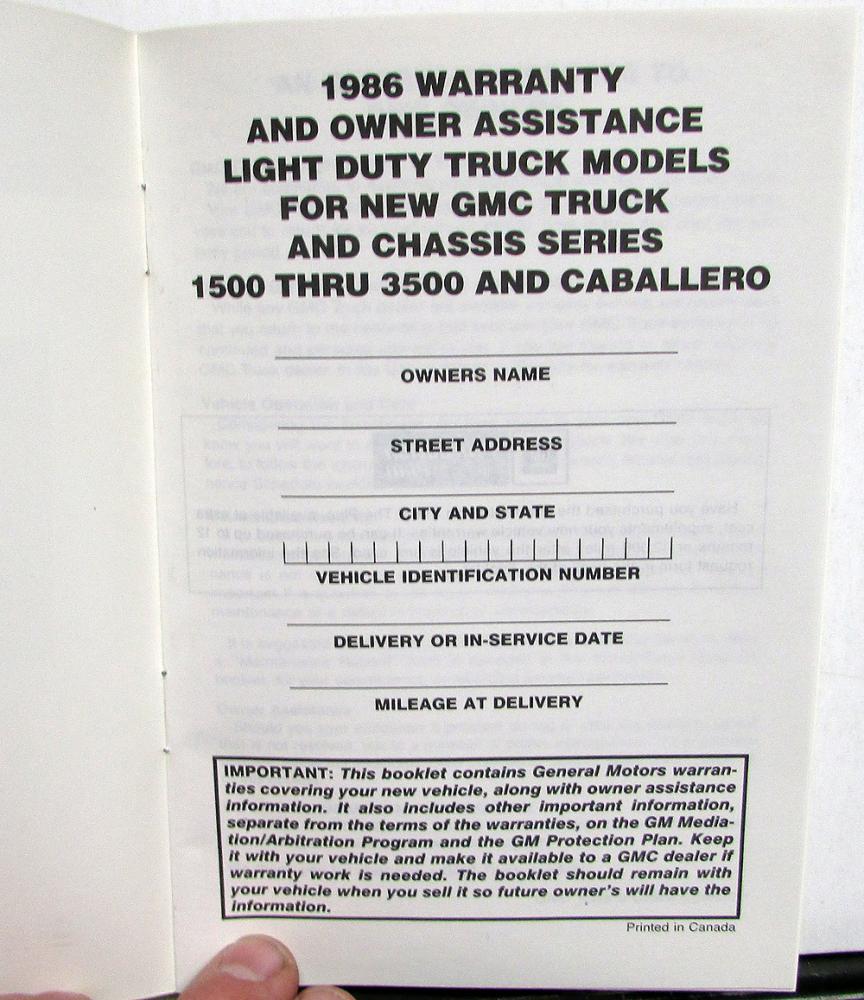 1986 WARRANTY
AND OWNER ASSISTANCE
LIGHT DUTY TRUCK MODELS
FOR NEW GMC TRUCK
AND CHASSIS SERIES
1500 THRU 3500 AND CABALLERO
OWNERS NAME
STREET ADDRESS
CITY AND STATE
VEHICLE IDENTIFICATION NUMBER
DELIVERY OR IN-SERVICE DATE
MILEAGE AT DELIVERY
IMPORTANT: This booklet contains General Motors warran-
ties covering your new vehicle, along with owner assistance
information. It also includes other important information,
separate from the terms of the warranties, on the GM Media-
tion/Arbitration Program and the GM Protection Plan. Keep
it with your vehicle and make it available to a GMC dealer if
warranty work is needed. The booklet should remain with
your vehicle when you sell it so future owner's will have the
information.
Printed in Canada